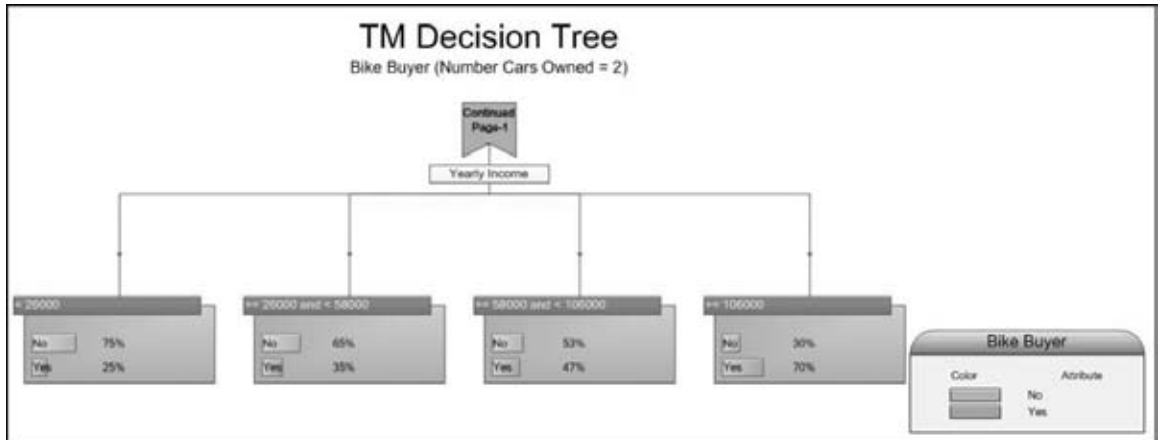 TM Decision Tree
Bike Buyer (Number Cars Owned = 2)
Continued
Page-1
Yearly Income
< 26000
No 75%
Yes 25%
>= 26000 and < 58000
No 65%
Yes 35%
>= 58000 and < 106000
No 53%
Yes 47%
>= 106000
No 30%
Yes 70%
Bike Buyer
Color Attribute
No
Yes